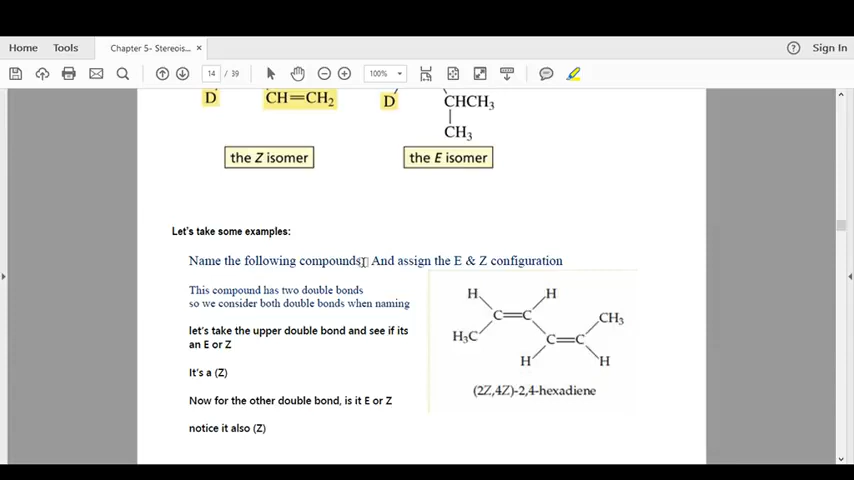 Home Tools Chapter 5- Stereois... × ? Sign In
14 / 39 100%
D CH=CH2 D CHCH3
CH3
the Z isomer the E isomer
Let's take some examples:
Name the following compounds. And assign the E & Z configuration
This compound has two double bonds
so we consider both double bonds when naming
let's take the upper double bond and see if its
an E or Z
It's a (Z)
Now for the other double bond, is it E or Z
notice it also (Z)
H H
C=C CH3
H3C C=C
H H
(2Z,4Z)-2,4-hexadiene